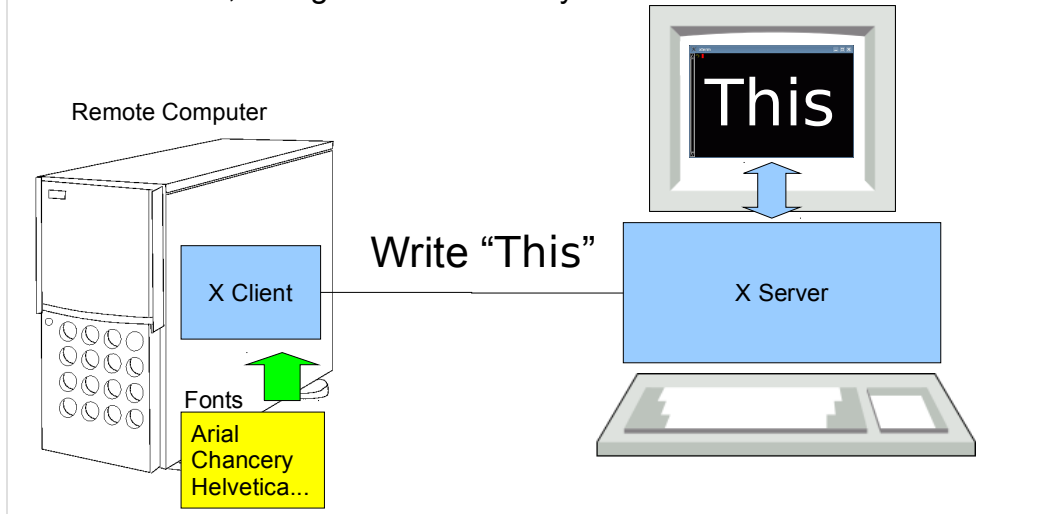 Remote Computer
This
Write “This”
X Client
X Server
Fonts
Arial
Chancery
Helvetica...